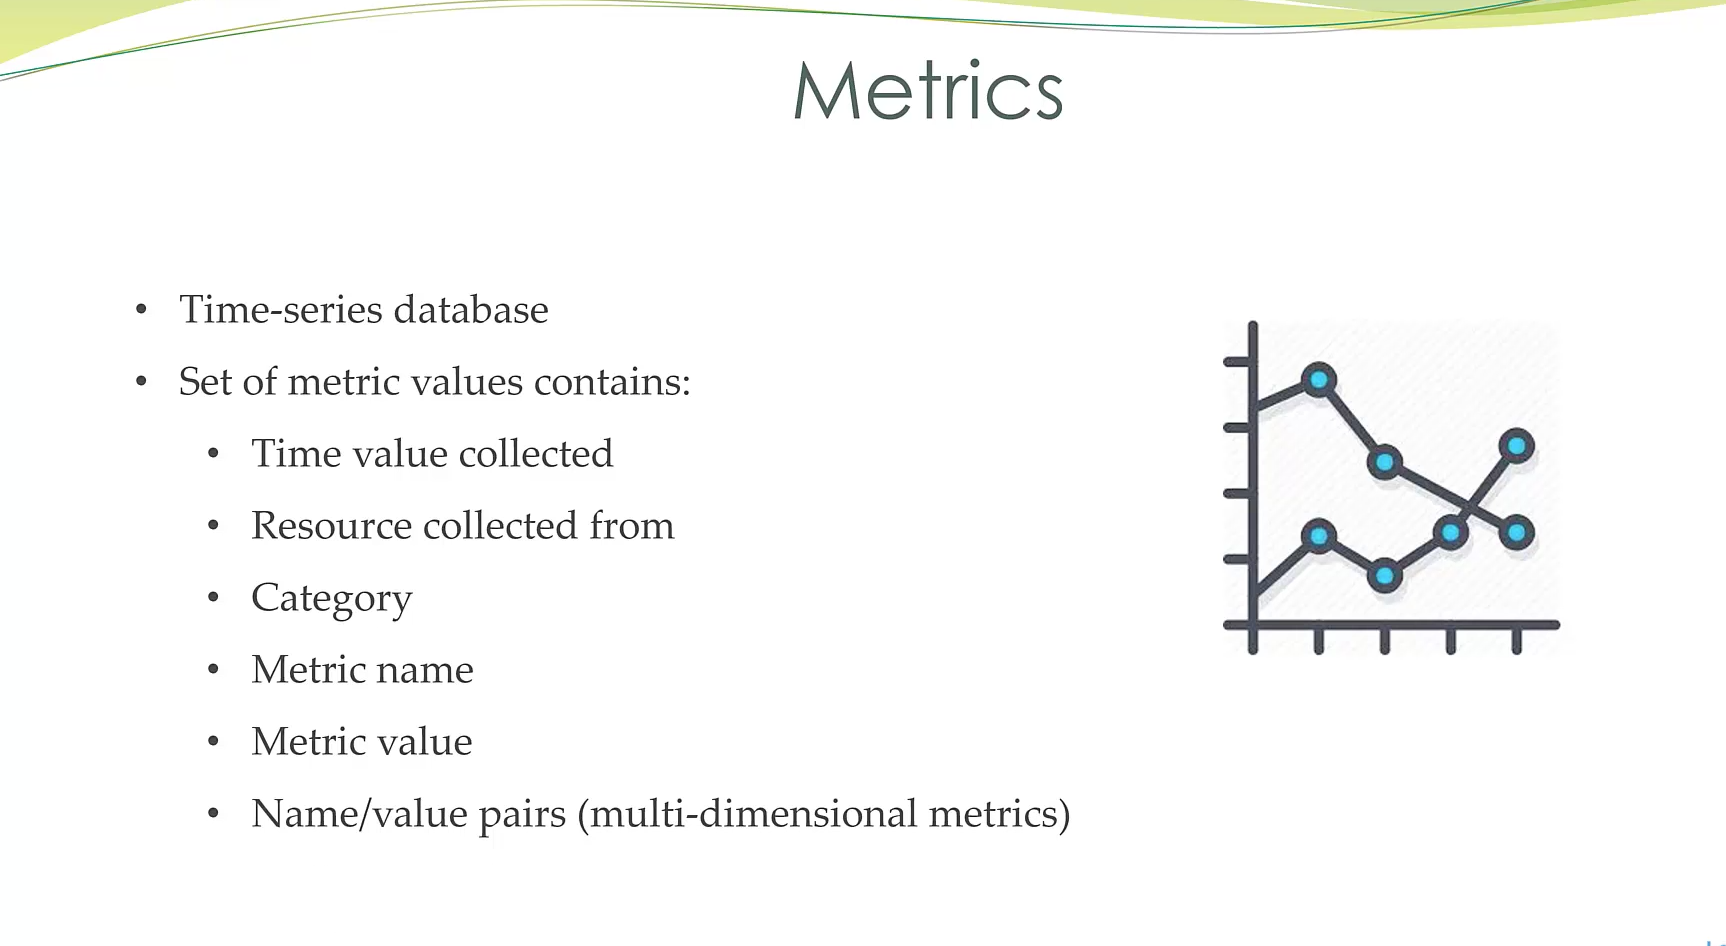 Metrics
• Time-series database
• Set of metric values contains:
• Time value collected
• Resource collected from
• Category
• Metric name
• Metric value
• Name/value pairs (multi-dimensional metrics)